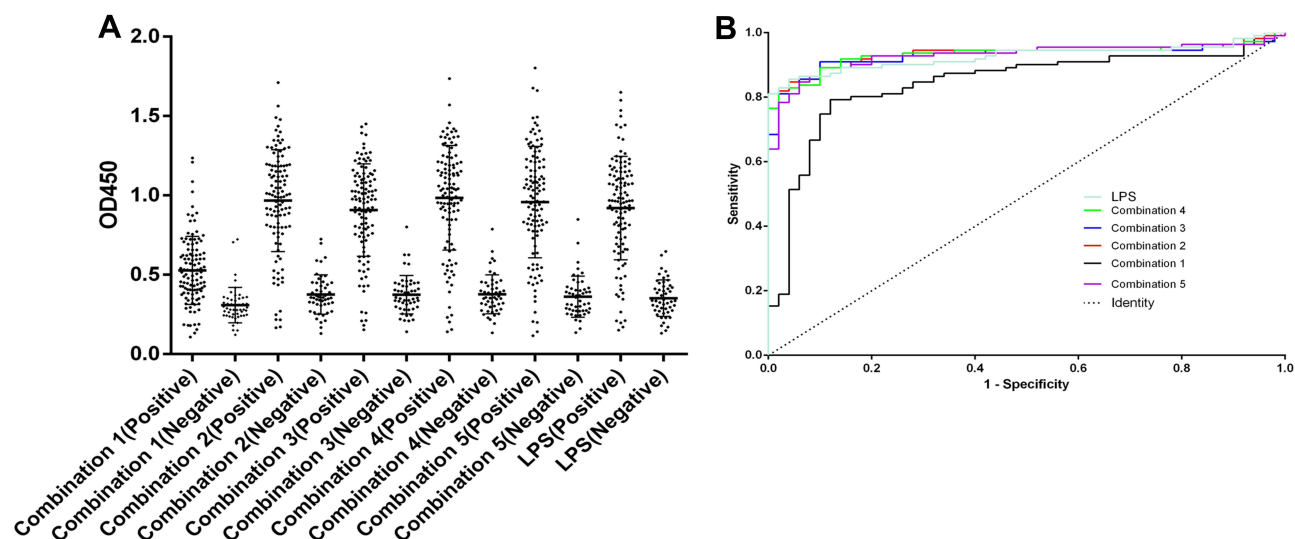 A
OD450
2.0
1.5
1.0
0.5
0.0
Combination 1(Positive)
Combination 1(Negative)
Combination 2(Positive)
Combination 2(Negative)
Combination 3(Positive)
Combination 3(Negative)
Combination 4(Positive)
Combination 4(Negative)
Combination 5(Positive)
Combination 5(Negative)
LPS(Positive)
LPS(Negative)
B
Sensitivity
1.0
0.8
0.6
0.4
0.2
0.0
LPS
Combination 4
Combination 3
Combination 2
Combination 1
Combination 5
Identity
0.0 0.2 0.4 0.6 0.8 1.0
1 - Specificity